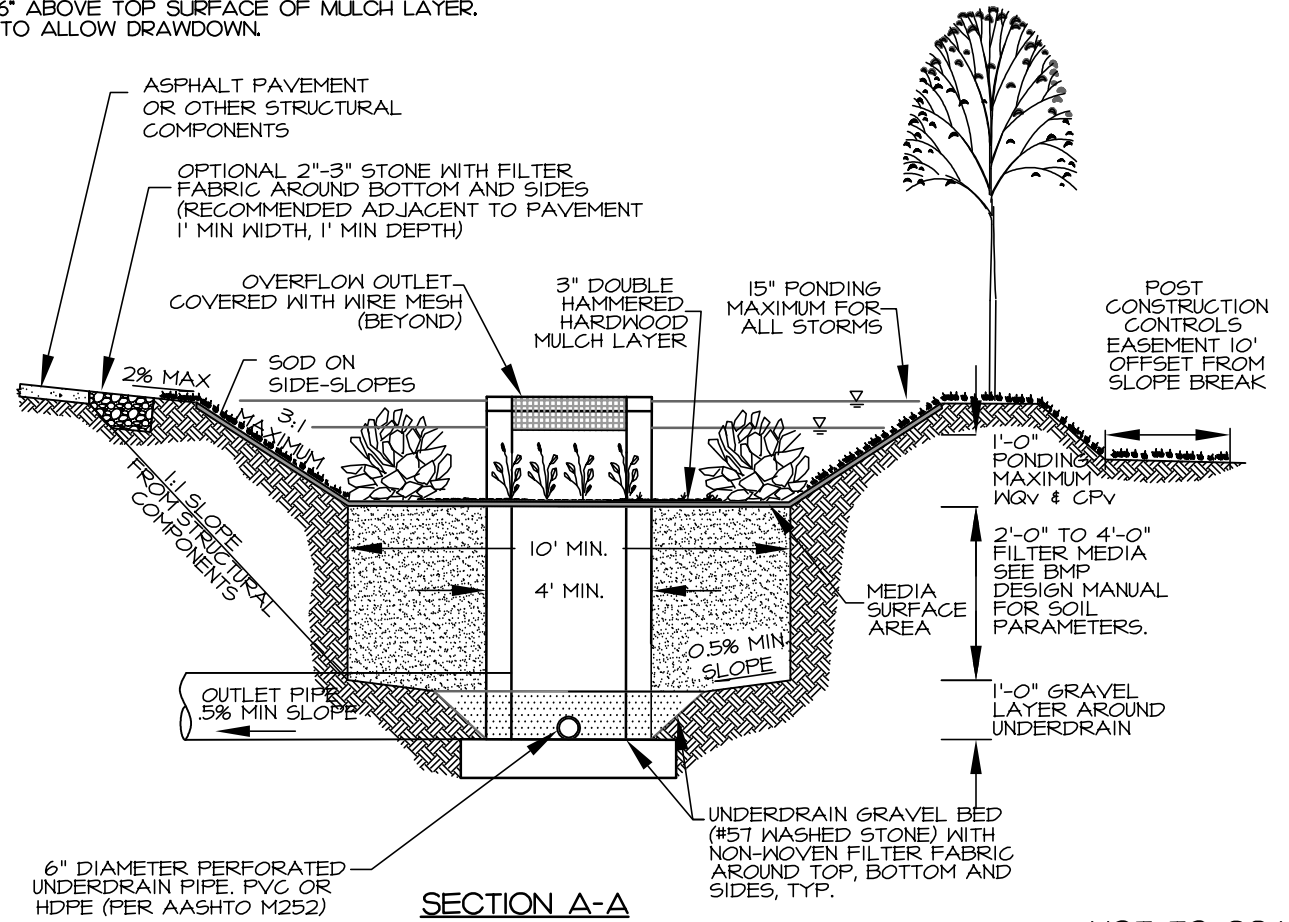 6" ABOVE TOP SURFACE OF MULCH LAYER.
TO ALLOW DRAWDOWN.
ASPHALT PAVEMENT
OR OTHER STRUCTURAL
COMPONENTS
OPTIONAL 2"-3" STONE WITH FILTER
FABRIC AROUND BOTTOM AND SIDES
(RECOMMENDED ADJACENT TO PAVEMENT
1' MIN WIDTH, 1' MIN DEPTH)
OVERFLOW OUTLET
COVERED WITH WIRE MESH
(BEYOND)
3" DOUBLE
HAMMERED
HARDWOOD
MULCH LAYER
15" PONDING
MAXIMUM FOR
ALL STORMS
POST
CONSTRUCTION
CONTROLS
EASEMENT 10'
OFFSET FROM
SLOPE BREAK
2% MAX
SOD ON
SIDE-SLOPES
3:1
MAXIMUM
1:1 SLOPE
FROM STRUCTURAL
COMPONENTS
1'-0"
PONDING
MAXIMUM
WQv & CPv
10' MIN.
4' MIN.
2'-0" TO 4'-0"
FILTER MEDIA
SEE BMP
DESIGN MANUAL
FOR SOIL
PARAMETERS.
MEDIA
SURFACE
AREA
0.5% MIN.
SLOPE
OUTLET PIPE
.5% MIN SLOPE
1'-0" GRAVEL
LAYER AROUND
UNDERDRAIN
UNDERDRAIN GRAVEL BED
(#57 WASHED STONE) WITH
NON-WOVEN FILTER FABRIC
AROUND TOP, BOTTOM AND
SIDES, TYP.
6" DIAMETER PERFORATED
UNDERDRAIN PIPE. PVC OR
HDPE (PER AASHTO M252)
SECTION A-A